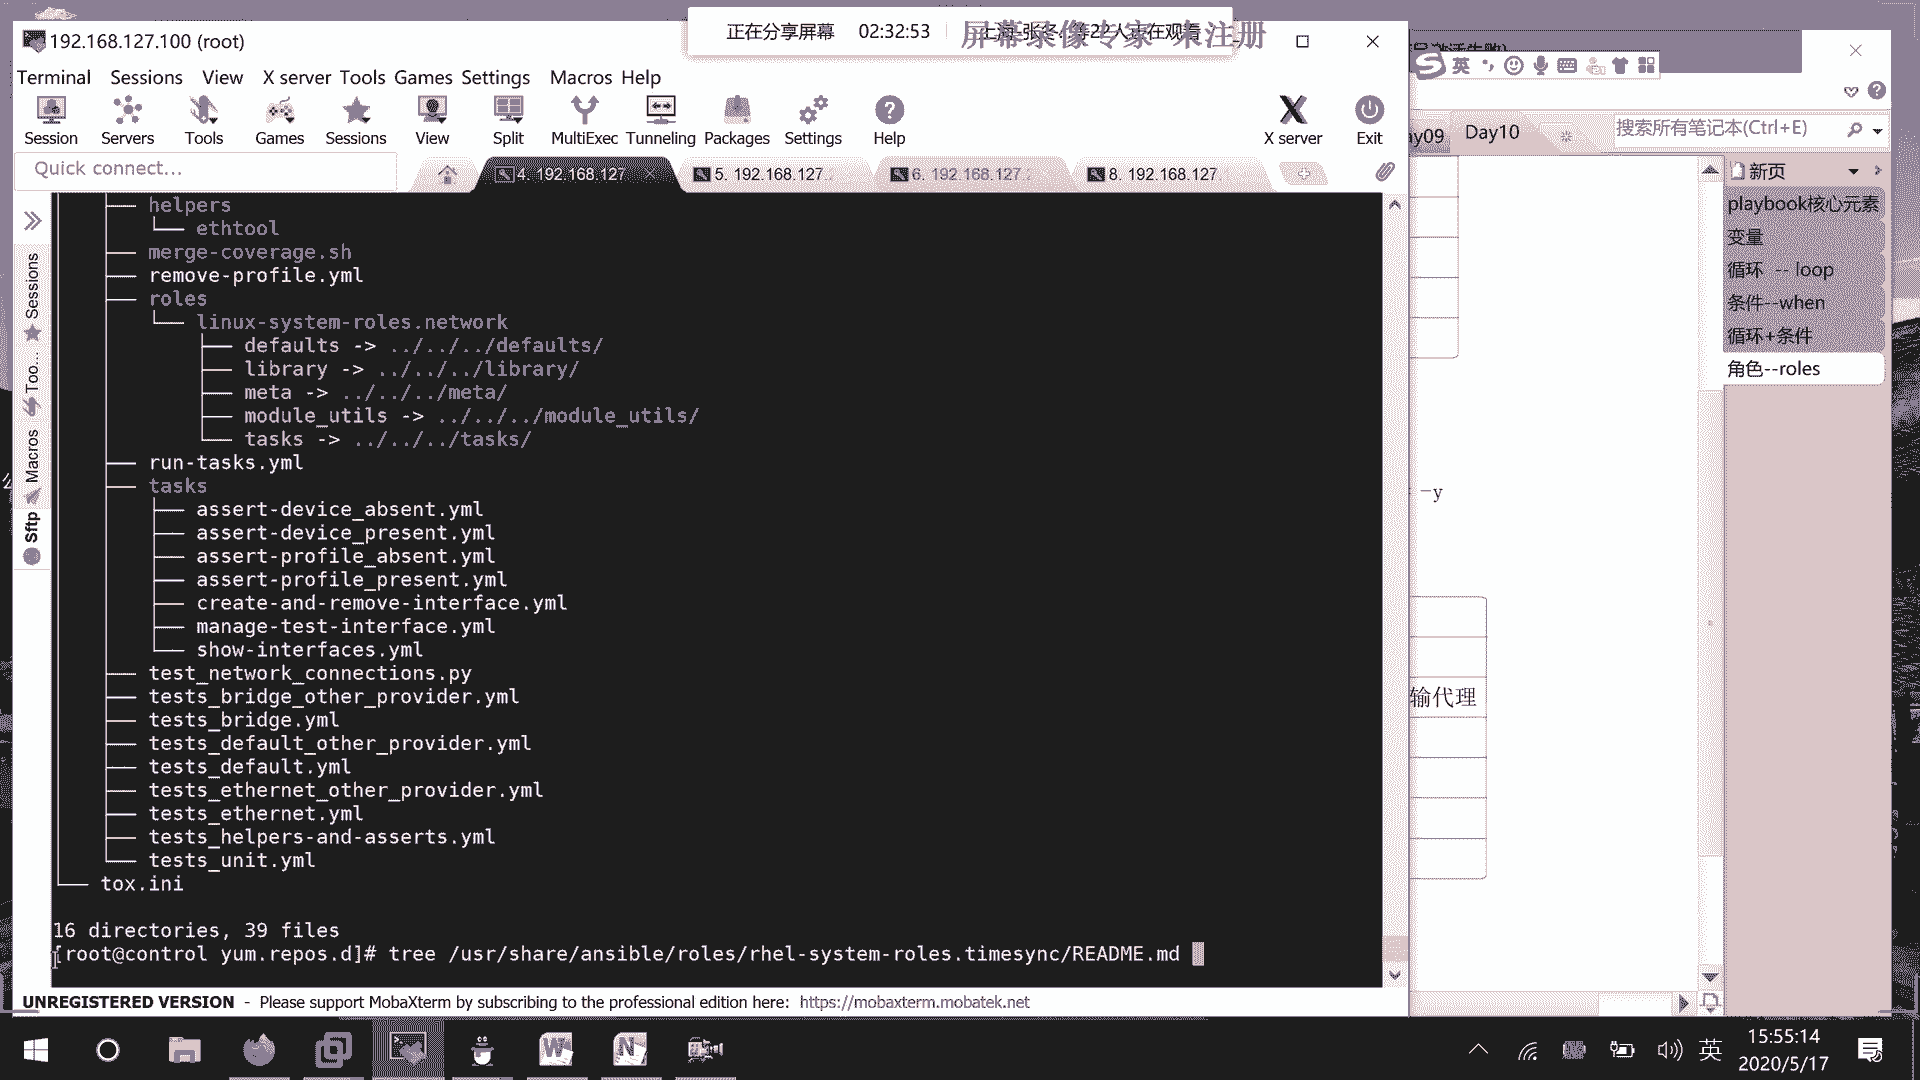 正在分享屏幕 02:32:53
屏幕录像专家 未注册
192.168.127.100 (root)
Terminal Sessions View X server Tools Games Settings Macros Help
Session Servers Tools Games Sessions View Split MultiExec Tunneling Packages Settings Help X server Exit
Quick connect...
4. 192.168.127
5. 192.168.127.
6. 192.168.127.
8. 192.168.127.
Sessions
Too...
Macros
Sftp
helpers
ethtool
merge-coverage.sh
remove-profile.yml
roles
linux-system-roles.network
defaults -> ../../../defaults/
library -> ../../../library/
meta -> ../../../meta/
module_utils -> ../../../module_utils/
tasks -> ../../../tasks/
run-tasks.yml
tasks
assert-device_absent.yml
assert-device_present.yml
assert-profile_absent.yml
assert-profile_present.yml
create-and-remove-interface.yml
manage-test-interface.yml
show-interfaces.yml
test_network_connections.py
tests_bridge_other_provider.yml
tests_bridge.yml
tests_default_other_provider.yml
tests_default.yml
tests_ethernet_other_provider.yml
tests_ethernet.yml
tests_helpers-and-asserts.yml
tests_unit.yml
tox.ini
16 directories, 39 files
[root@control yum.repos.d]# tree /usr/share/ansible/roles/rhel-system-roles.timesync/README.md
UNREGISTERED VERSION - Please support MobaXterm by subscribing to the professional edition here: https://mobaxterm.mobatek.net
英
ay09 Day10
搜索所有笔记本(Ctrl+E)
新页
playbook核心元素
变量
循环 -- loop
条件--when
循环+条件
角色--roles
-y
输代理
英
15:55:14
2020/5/17